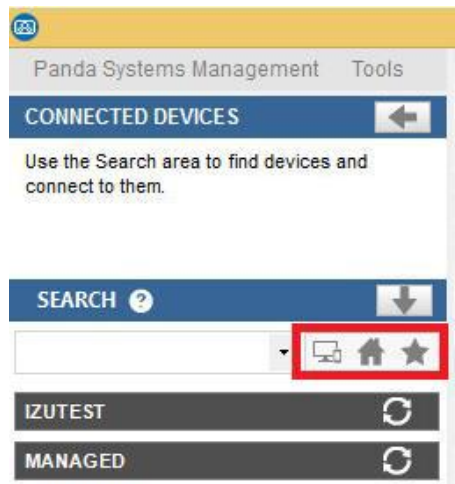 Panda Systems Management Tools
CONNECTED DEVICES
Use the Search area to find devices and
connect to them.
SEARCH ?
IZUTEST
MANAGED